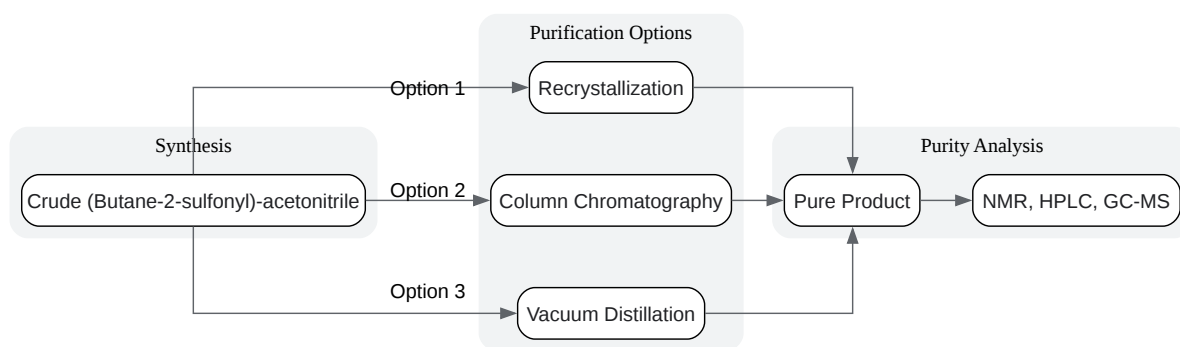 Purification Options
Option 1
Recrystallization
Synthesis
Purity Analysis
Crude (Butane-2-sulfonyl)-acetonitrile
Option 2
Column Chromatography
Pure Product
NMR, HPLC, GC-MS
Option 3
Vacuum Distillation